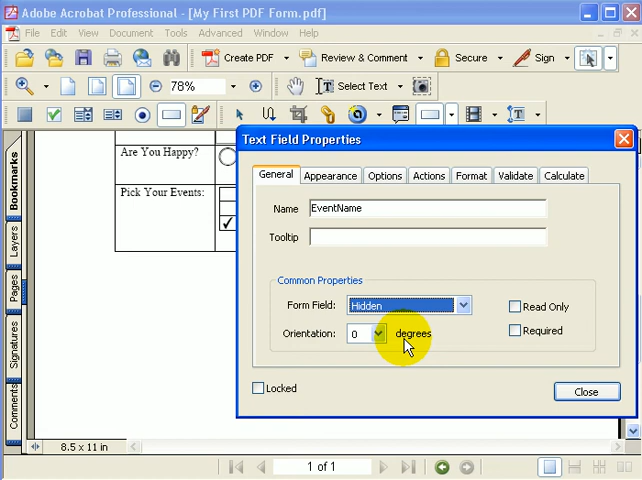 Adobe Acrobat Professional - [My First PDF Form.pdf]
File Edit View Document Tools Advanced Window Help
Create PDF Review & Comment Secure Sign
78% Select Text
Bookmarks
Layers
Pages
Signatures
Comments
Are You Happy?
Pick Your Events:
Text Field Properties
General Appearance Options Actions Format Validate Calculate
Name EventName
Tooltip
Common Properties
Form Field: Hidden Read Only
Orientation: 0 degrees Required
Locked Close
8.5 x 11 in
1 of 1